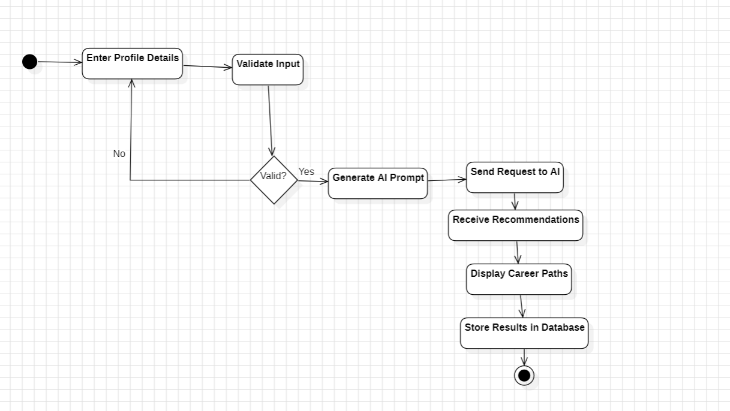 Enter Profile Details
Validate Input
No
Valid?
Yes
Generate AI Prompt
Send Request to AI
Receive Recommendations
Display Career Paths
Store Results in Database